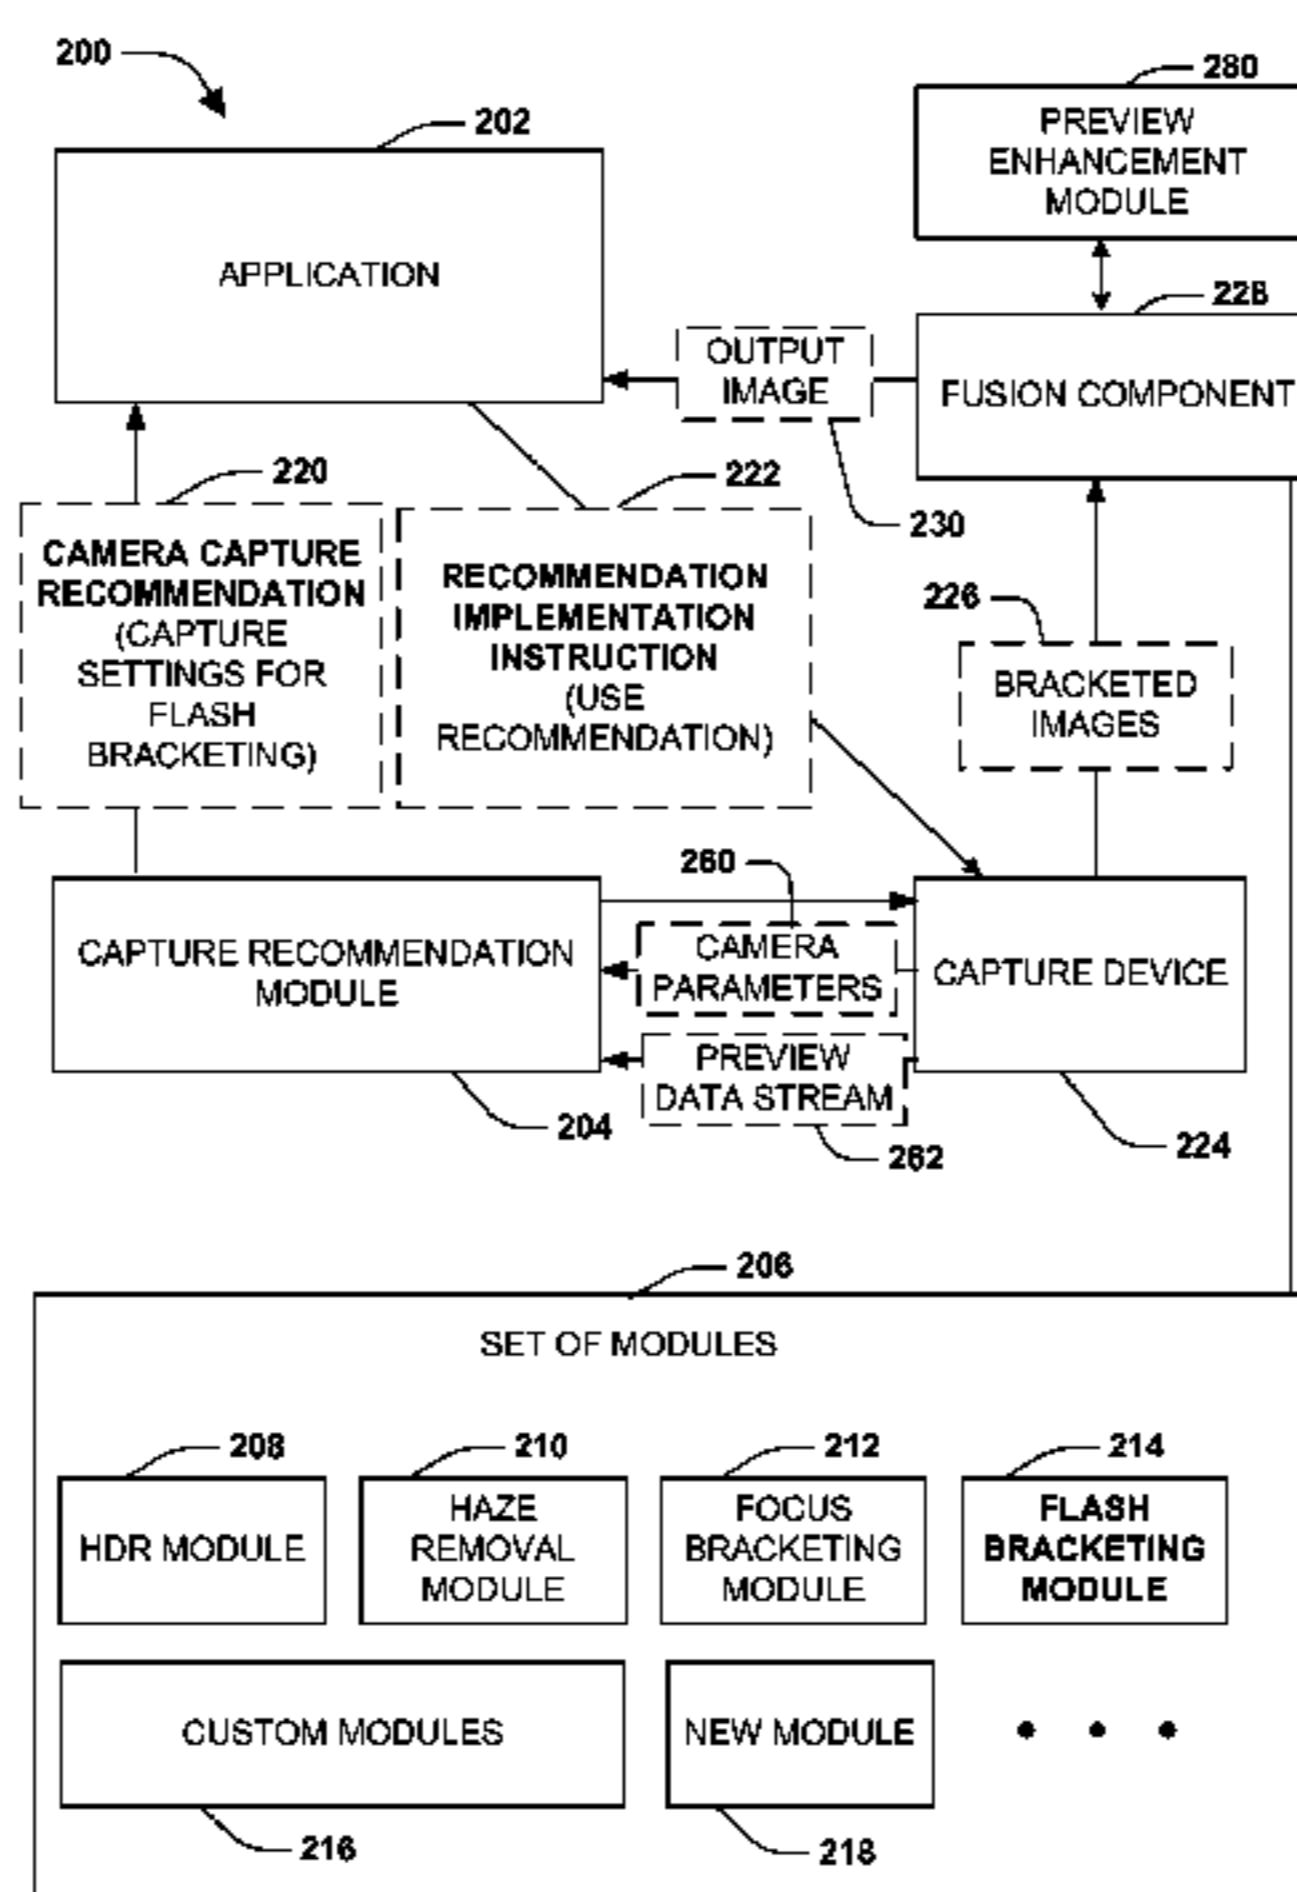 200
202
280
PREVIEW
ENHANCEMENT
MODULE
APPLICATION
228
OUTPUT
IMAGE
FUSION COMPONENT
220
222
230
CAMERA CAPTURE
RECOMMENDATION
(CAPTURE
SETTINGS FOR
FLASH
BRACKETING)
RECOMMENDATION
IMPLEMENTATION
INSTRUCTION
(USE
RECOMMENDATION)
226
BRACKETED
IMAGES
260
CAPTURE RECOMMENDATION
MODULE
CAMERA
PARAMETERS
CAPTURE DEVICE
PREVIEW
DATA STREAM
204
262
224
206
SET OF MODULES
208
210
212
214
HDR MODULE
HAZE
REMOVAL
MODULE
FOCUS
BRACKETING
MODULE
FLASH
BRACKETING
MODULE
CUSTOM MODULES
NEW MODULE
216
218